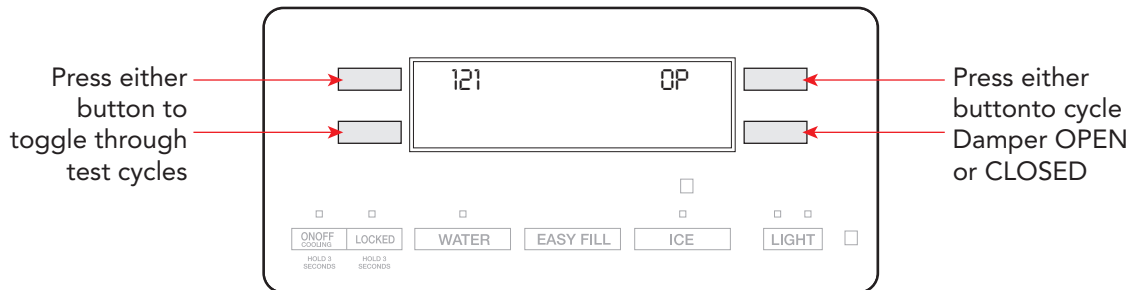 Press either
button to
toggle through
test cycles
121 OP
Press either
buttonto cycle
Damper OPEN
or CLOSED
ONOFF
COOLING
LOCKED
WATER
EASY FILL
ICE
LIGHT
HOLD 3
SECONDS
HOLD 3
SECONDS